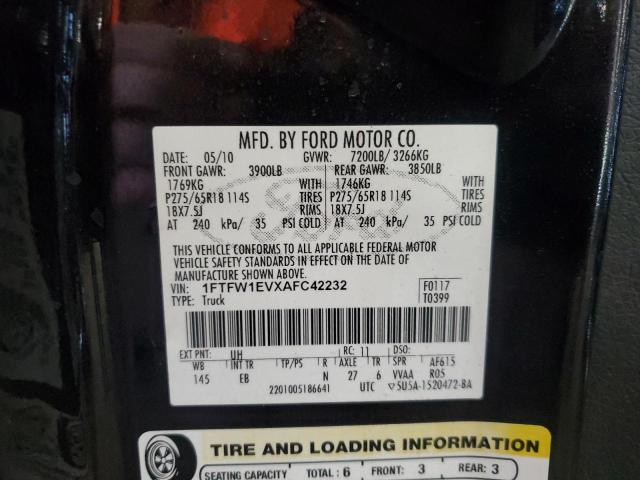 MFD. BY FORD MOTOR CO.
DATE: 05/10 GVWR: 7200LB/ 3266KG
FRONT GAWR: 3900LB REAR GAWR: 3850LB
1769KG WITH 1746KG WITH
P275/65R18 114S TIRES P275/65R18 114S TIRES
18X7.5J RIMS 18X7.5J RIMS
AT 240 kPa/ 35 PSI COLD AT 240 kPa/ 35 PSI COLD
THIS VEHICLE CONFORMS TO ALL APPLICABLE FEDERAL MOTOR
VEHICLE SAFETY STANDARDS IN EFFECT ON THE DATE OF
MANUFACTURE SHOWN ABOVE.
VIN: 1FTFW1EVXAFC42232 F0117
TYPE: Truck T0399
EXT PNT: UH RC: 11 DSO:
WB INT TR TP/PS R AXLE TR SPR AF615
145 EB N 27 6 VVAA R05
2201005186641 UTC ▽5U5A-1520472-BA
TIRE AND LOADING INFORMATION
SEATING CAPACITY TOTAL: 6 FRONT: 3 REAR: 3